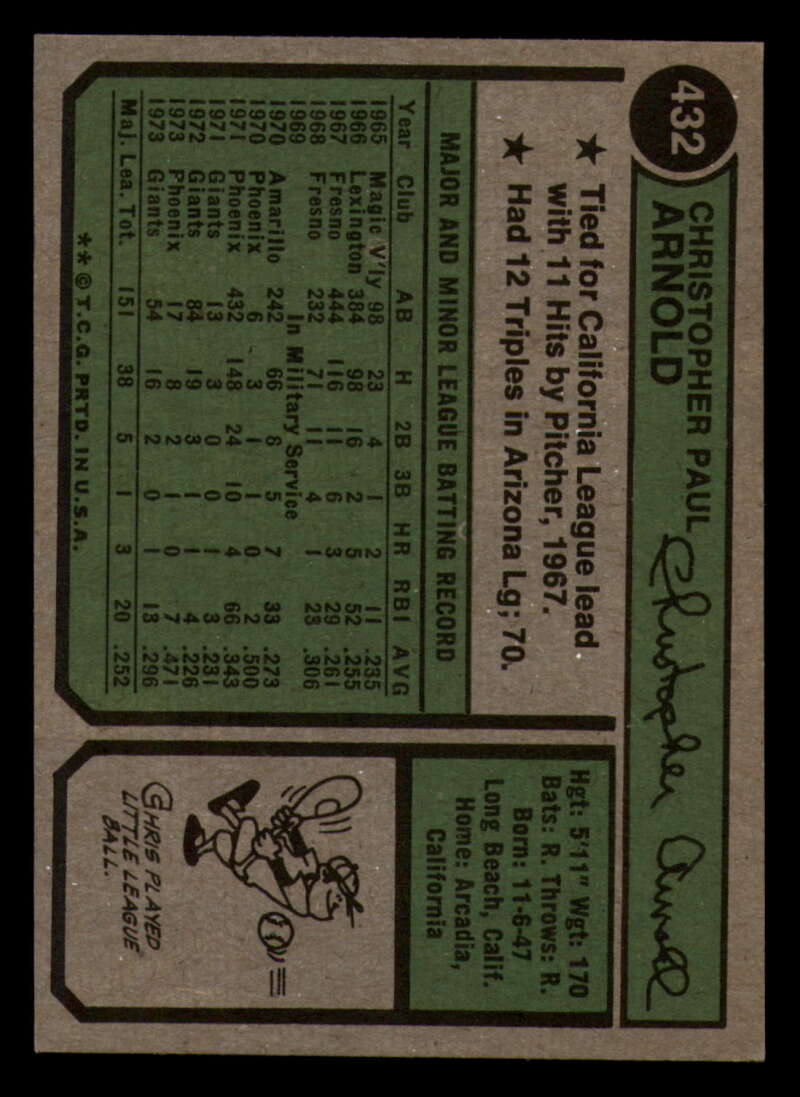 432
CHRISTOPHER PAUL
ARNOLD
Christopher Arnold
★ Tied for California League lead
with 11 Hits by Pitcher, 1967.
★ Had 12 Triples in Arizona Lg; 70.
MAJOR AND MINOR LEAGUE BATTING RECORD
Year Club AB H 2B 3B HR RBI AVG
1965 Magic V'ly 98 23 4 1 2 11 .235
1966 Lexington 384 98 16 2 5 52 .255
1967 Fresno 444 116 11 6 3 29 .261
1968 Fresno 232 71 11 4 1 23 .306
1969 In Military Service
1970 Amarillo 242 66 6 5 7 33 .273
1970 Phoenix 6 3 1 1 0 2 .500
1971 Phoenix 432 148 24 10 4 66 .343
1971 Giants 13 3 0 0 1 3 .231
1972 Giants 84 19 3 1 1 4 .226
1973 Phoenix 17 8 2 1 0 7 .471
1973 Giants 54 16 2 0 1 13 .296
Maj. Lea. Tot. 151 38 5 1 3 20 .252
**© T.C.G. PRTD. IN U.S.A.
Hgt: 5'11" Wgt: 170
Bats: R. Throws: R.
Born: 11-6-47
Long Beach, Calif.
Home: Arcadia,
California
CHRIS PLAYED
LITTLE LEAGUE
BALL.